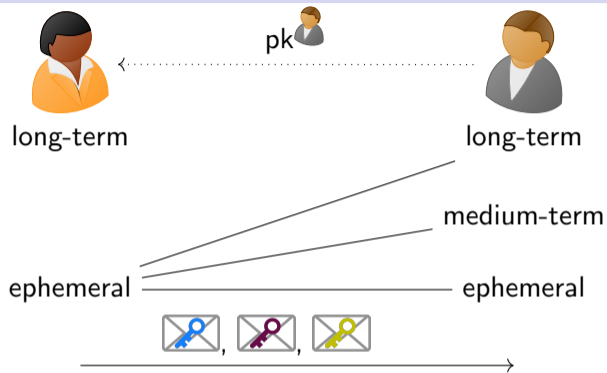 pk
long-term long-term
medium-term
ephemeral ephemeral
, ,